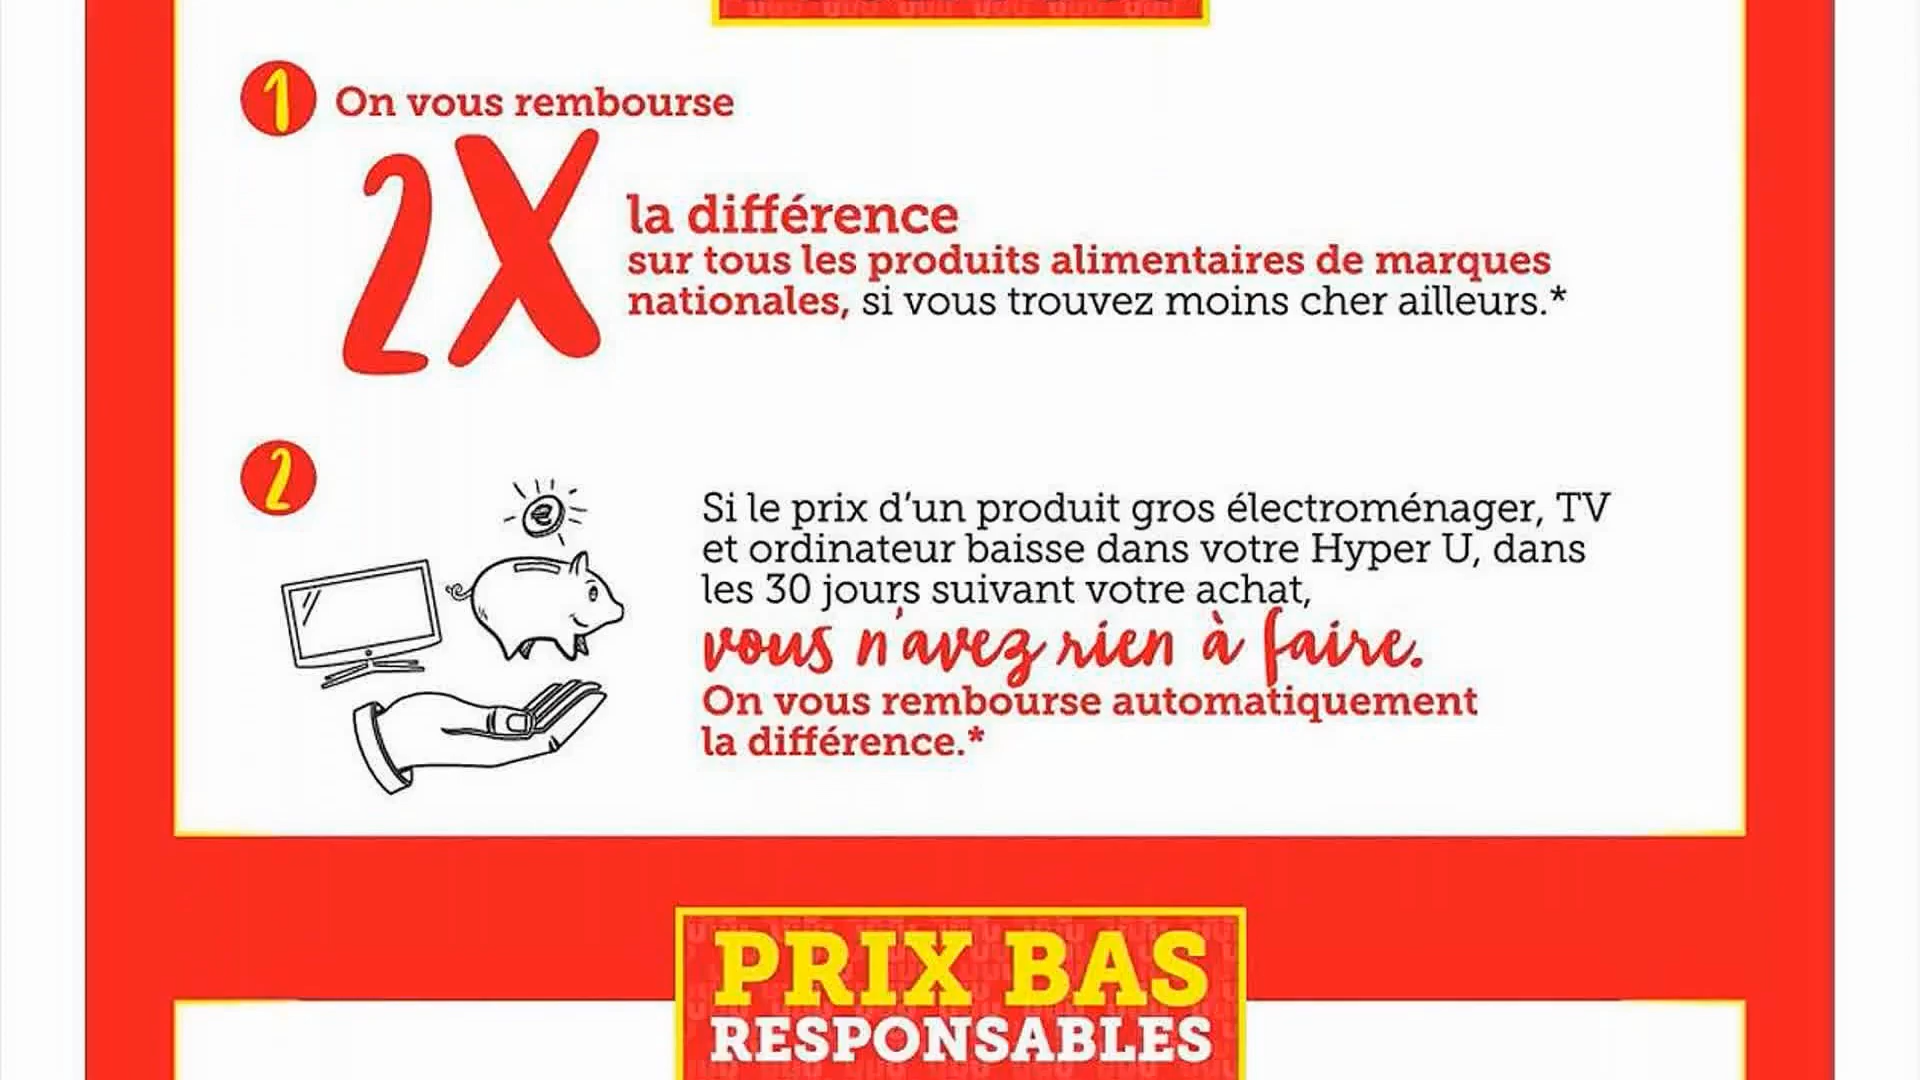 1 On vous rembourse
2X
la différence
sur tous les produits alimentaires de marques
nationales, si vous trouvez moins cher ailleurs.*
2
€
Si le prix d'un produit gros électroménager, TV
et ordinateur baisse dans votre Hyper U, dans
les 30 jours suivant votre achat,
vous n'avez rien à faire.
On vous rembourse automatiquement
la différence.*
PRIX BAS
RESPONSABLES